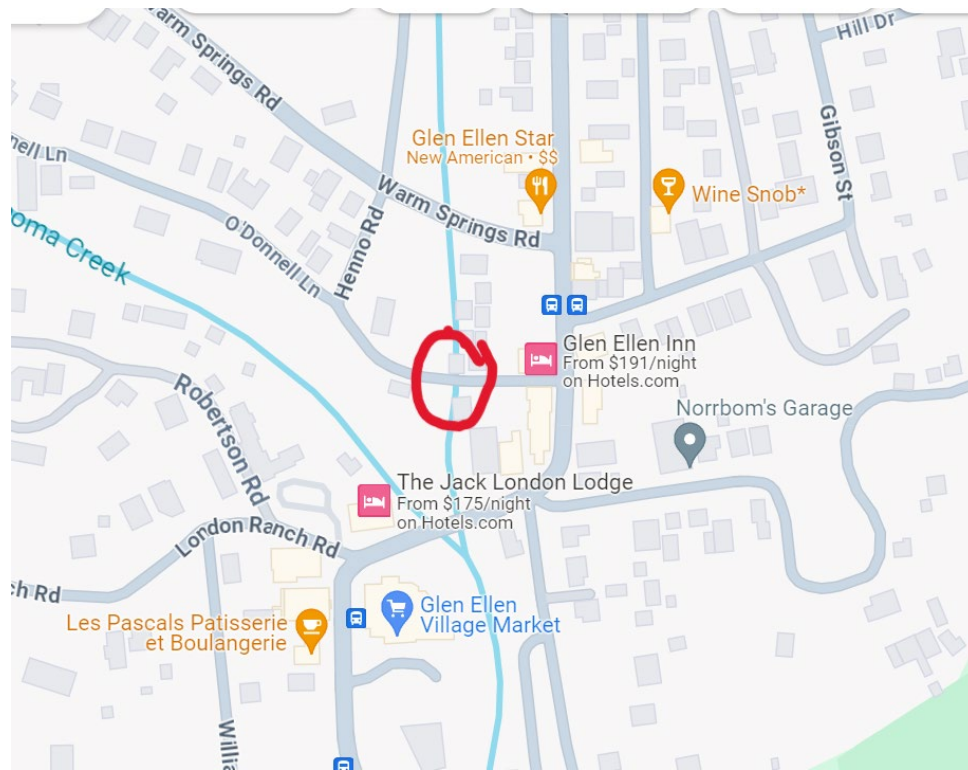 Warm Springs Rd
Hill Dr
Gibson St
Glen Ellen Star
New American • $$
Wine Snob*
nell Ln
Warm Springs Rd
O'Donnell Ln
Henno Rd
oma Creek
Glen Ellen Inn
From $191/night
on Hotels.com
Robertson Rd
Norrbom's Garage
The Jack London Lodge
From $175/night
on Hotels.com
London Ranch Rd
ch Rd
Les Pascals Patisserie
et Boulangerie
Glen Ellen
Village Market
Willia